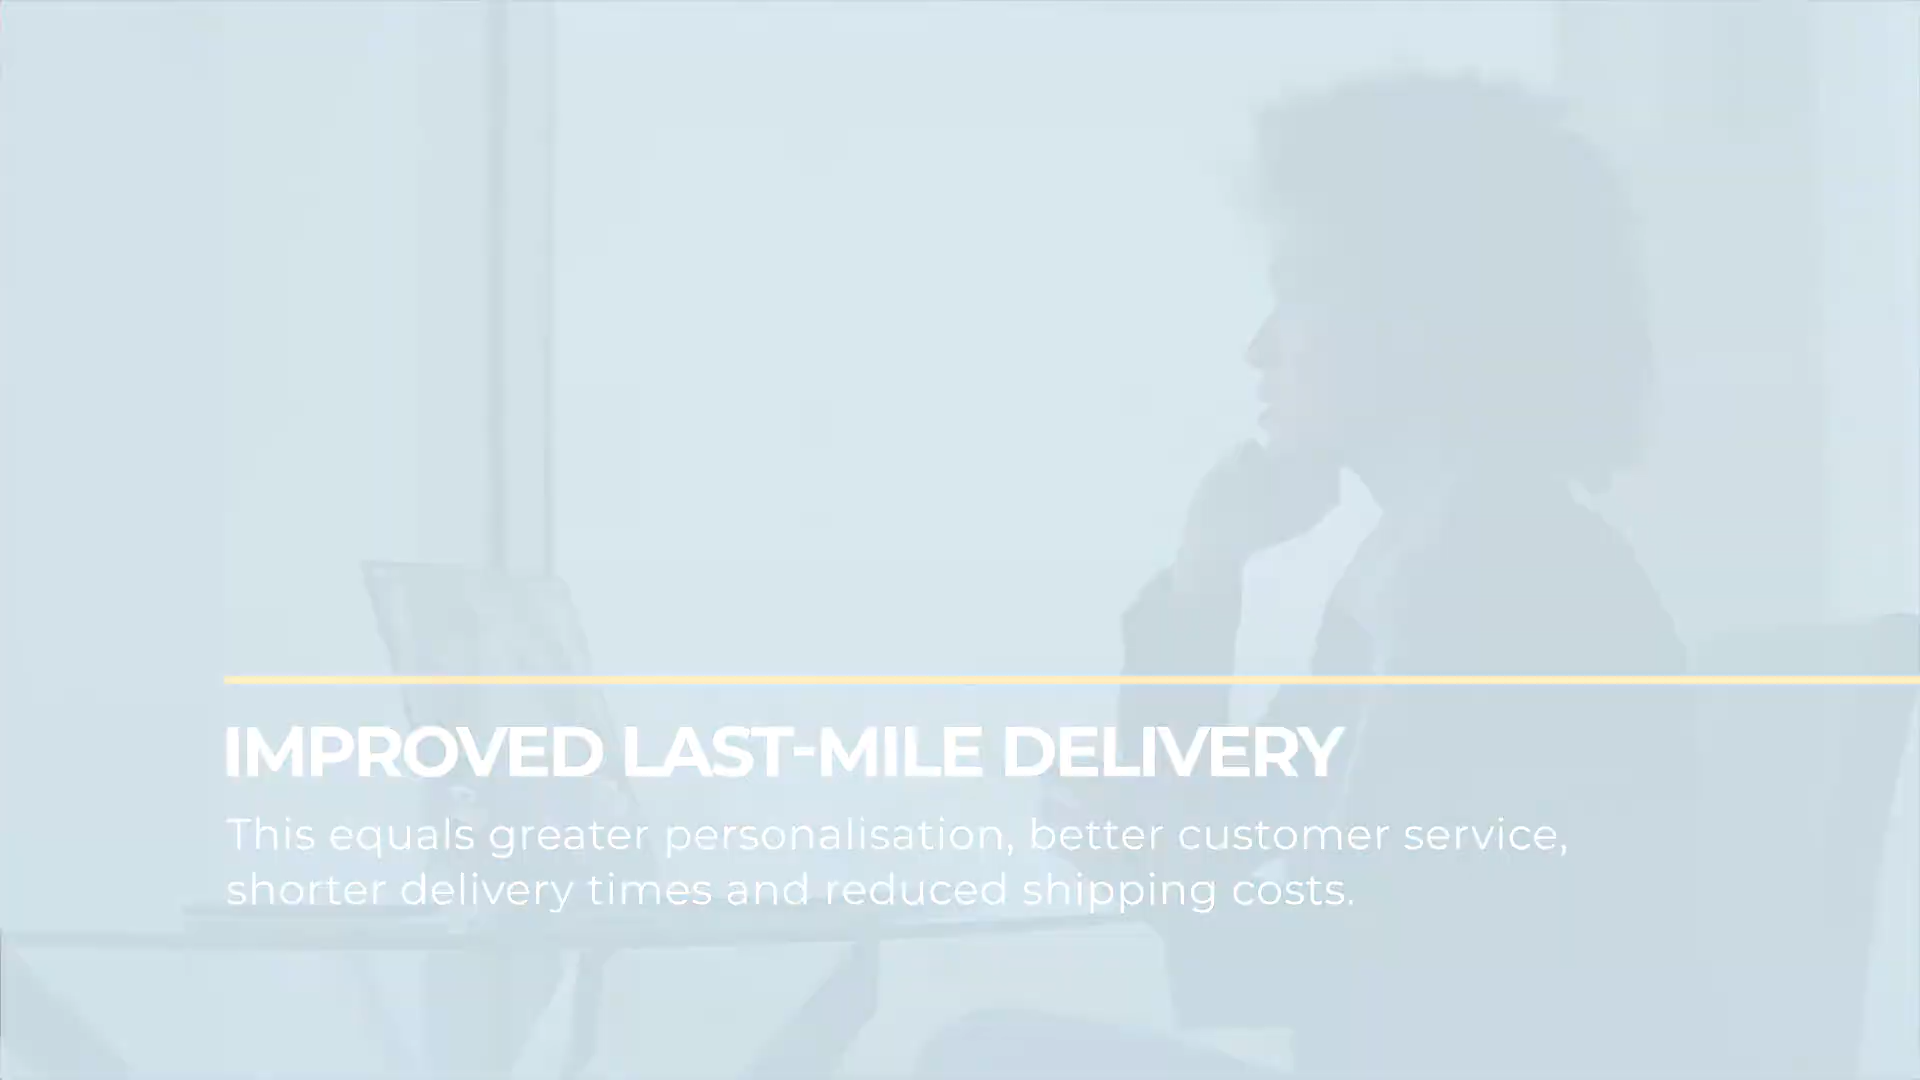 IMPROVED LAST-MILE DELIVERY
This equals greater personalisation, better customer service,
shorter delivery times and reduced shipping costs.